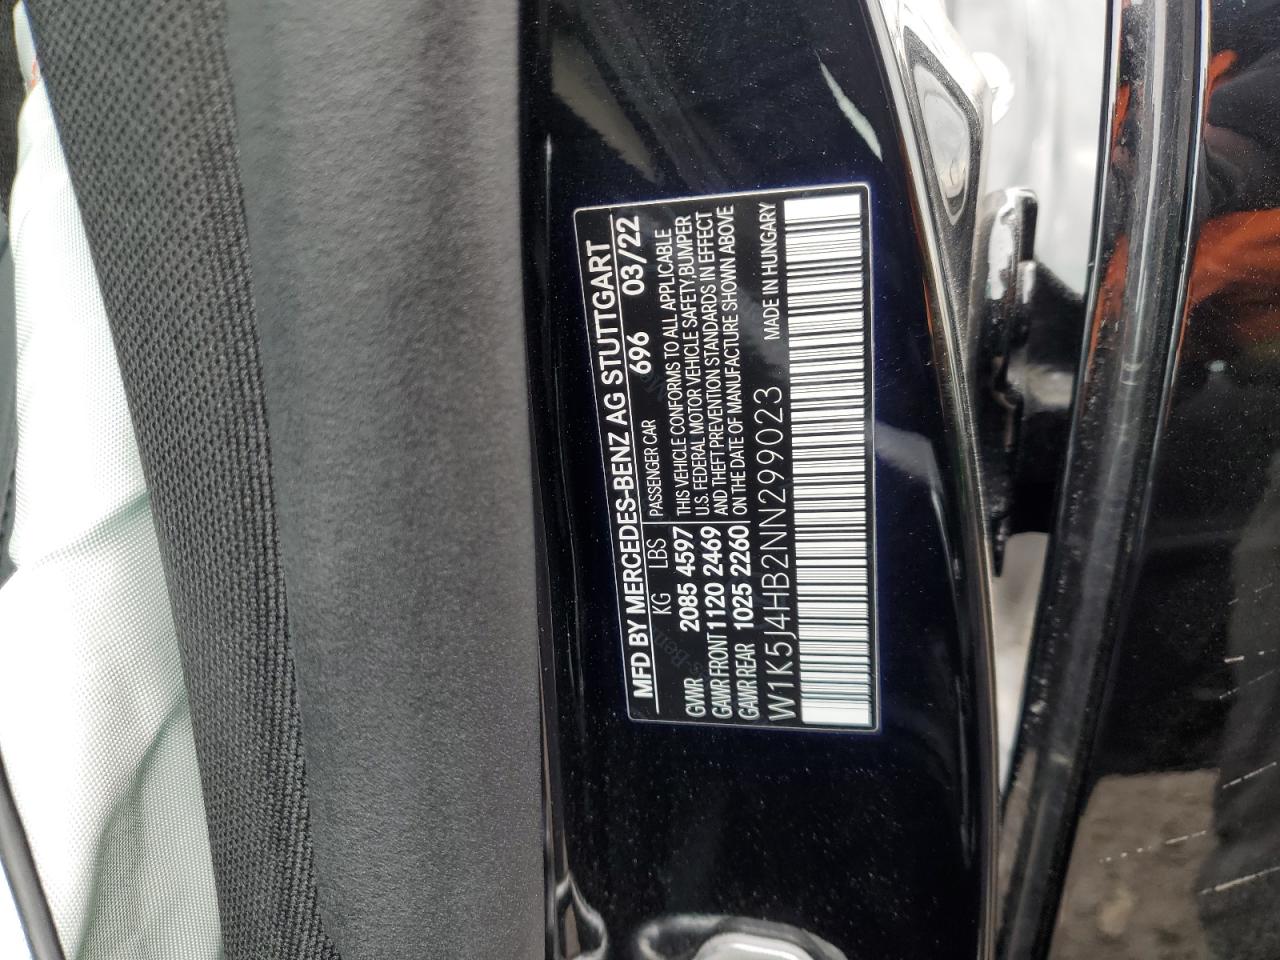 MFD BY MERCEDES-BENZ AG STUTTGART
KG LBS PASSENGER CAR 696 03/22
GVWR 2085 4597 THIS VEHICLE CONFORMS TO ALL APPLICABLE
U.S. FEDERAL MOTOR VEHICLE SAFETY,BUMPER
GAWR FRONT 1120 2469 AND THEFT PREVENTION STANDARDS IN EFFECT
GAWR REAR 1025 2260 ON THE DATE OF MANUFACTURE SHOWN ABOVE
W1K5J4HB2NN299023 MADE IN HUNGARY